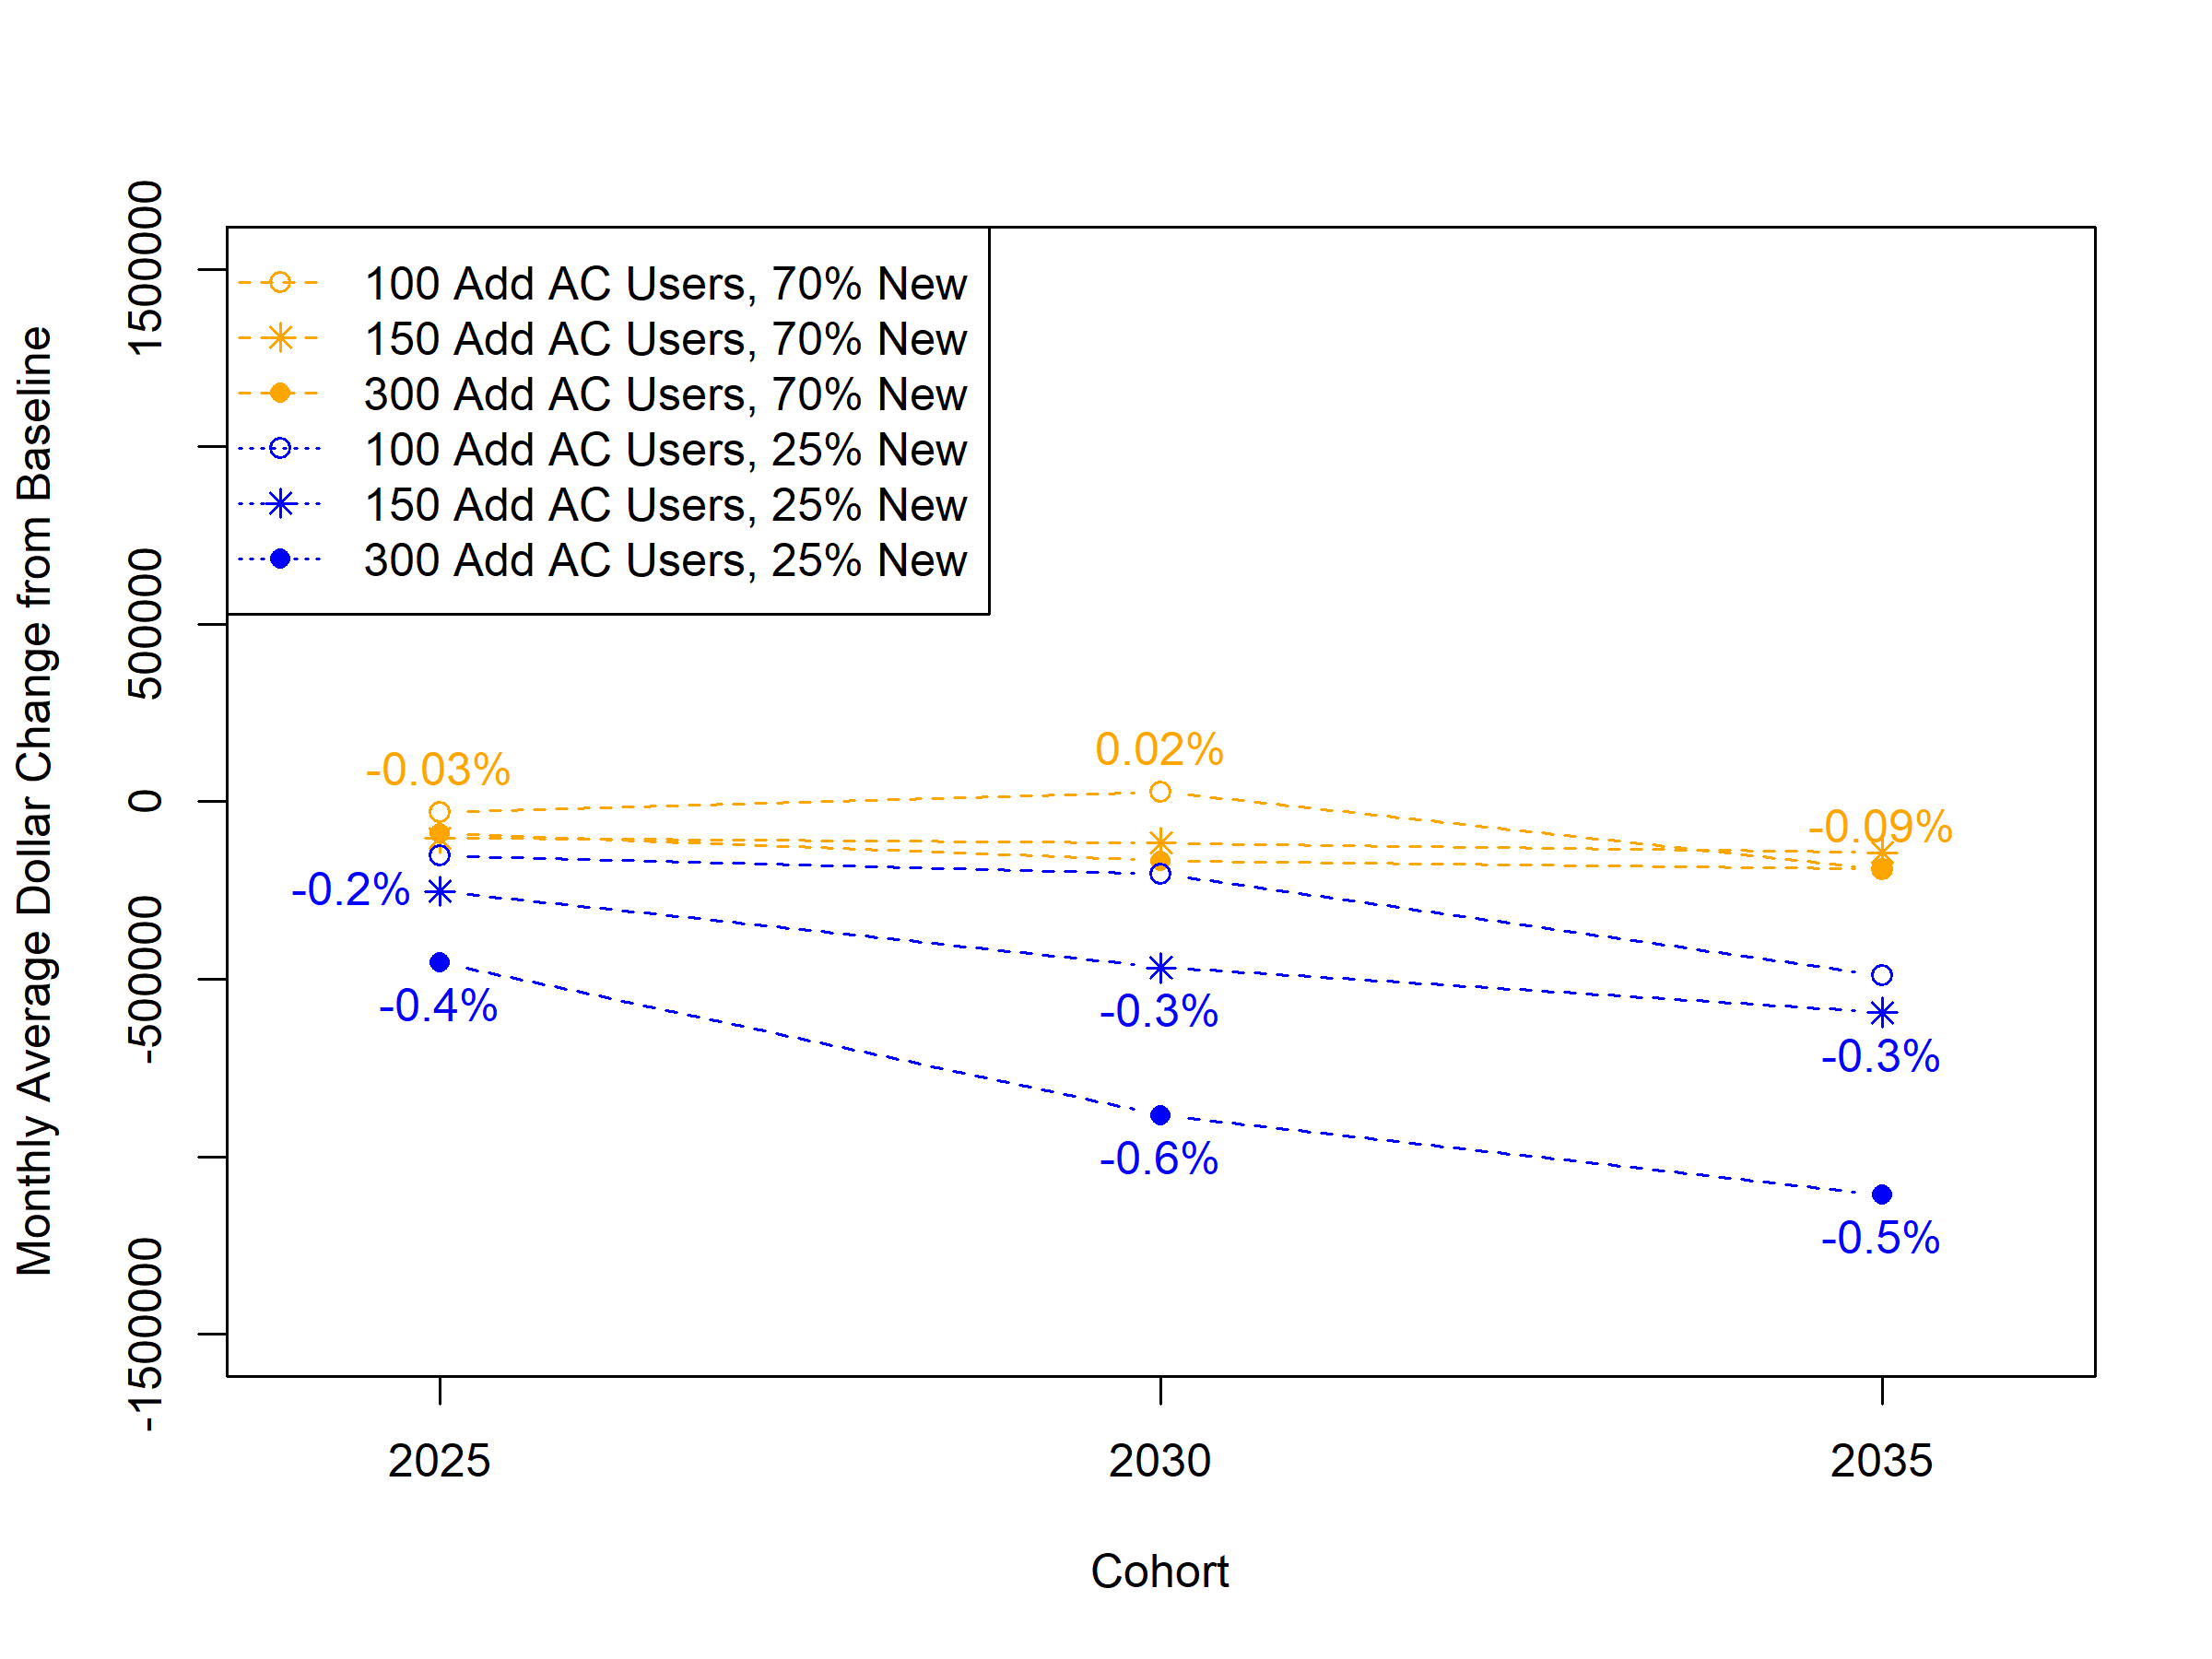 Monthly Average Dollar Change from Baseline
1500000
500000
0
-500000
-1500000
100 Add AC Users, 70% New
150 Add AC Users, 70% New
300 Add AC Users, 70% New
100 Add AC Users, 25% New
150 Add AC Users, 25% New
300 Add AC Users, 25% New
-0.03%
0.02%
-0.09%
-0.2%
-0.4%
-0.3%
-0.3%
-0.6%
-0.5%
2025
2030
2035
Cohort